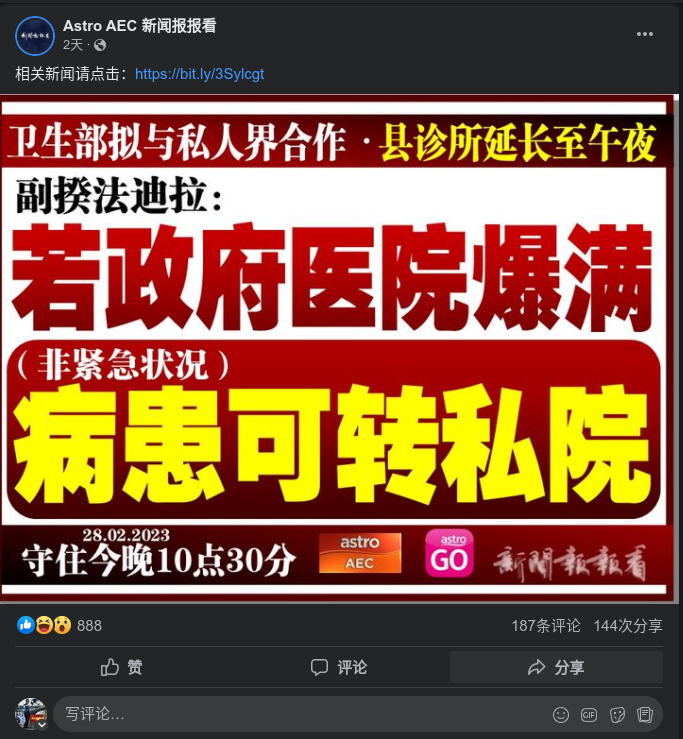 Astro AEC 新闻报报看
2天
相关新闻请点击：https://bit.ly/3Sylcgt
卫生部拟与私人界合作·县诊所延长至午夜
副揆法迪拉：
若政府医院爆满
（非紧急状况）
病患可转私院
28.02.2023
守住今晚10点30分
astro
AEC
astro
GO
新聞報報看
888
187条评论 144次分享
赞 评论 分享
写评论…
GIF